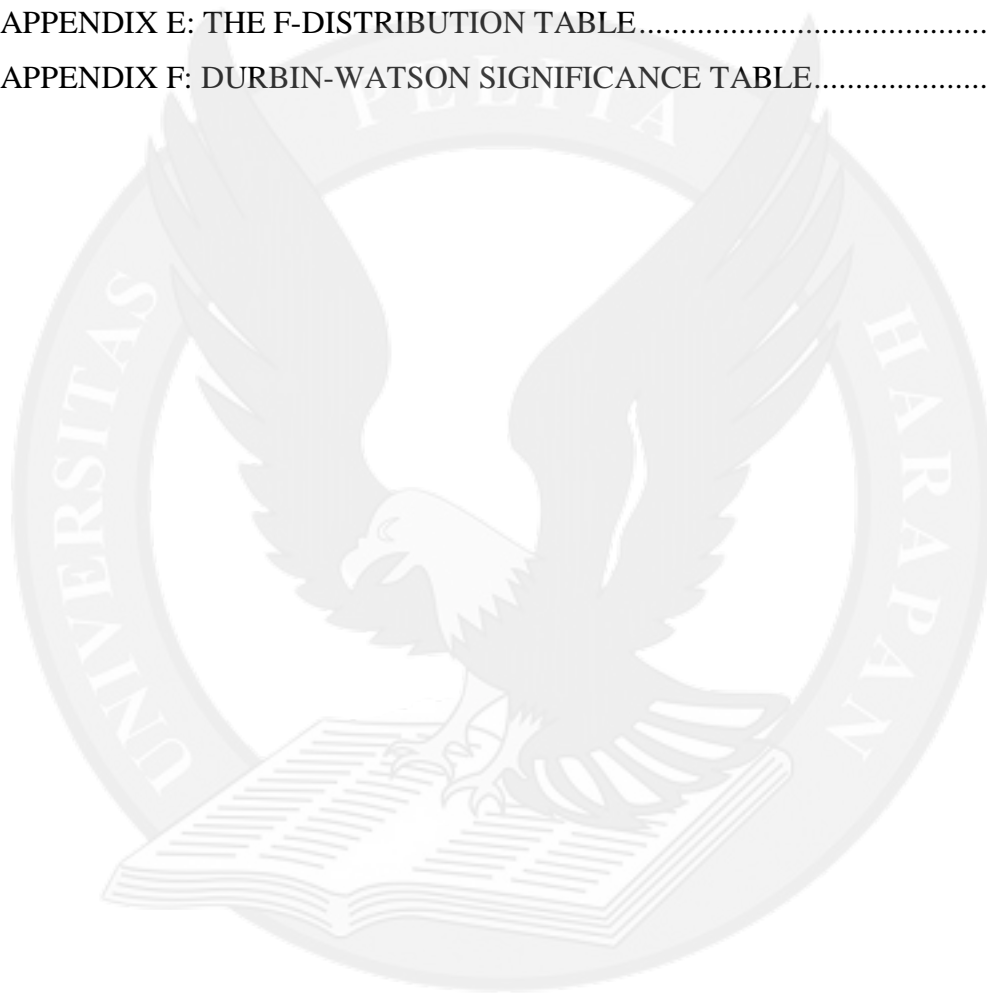 APPENDIX E: THE F-DISTRIBUTION TABLE.......................................
APPENDIX F: DURBIN-WATSON SIGNIFICANCE TABLE....................
UNIVERSITAS PELITA HARAPAN